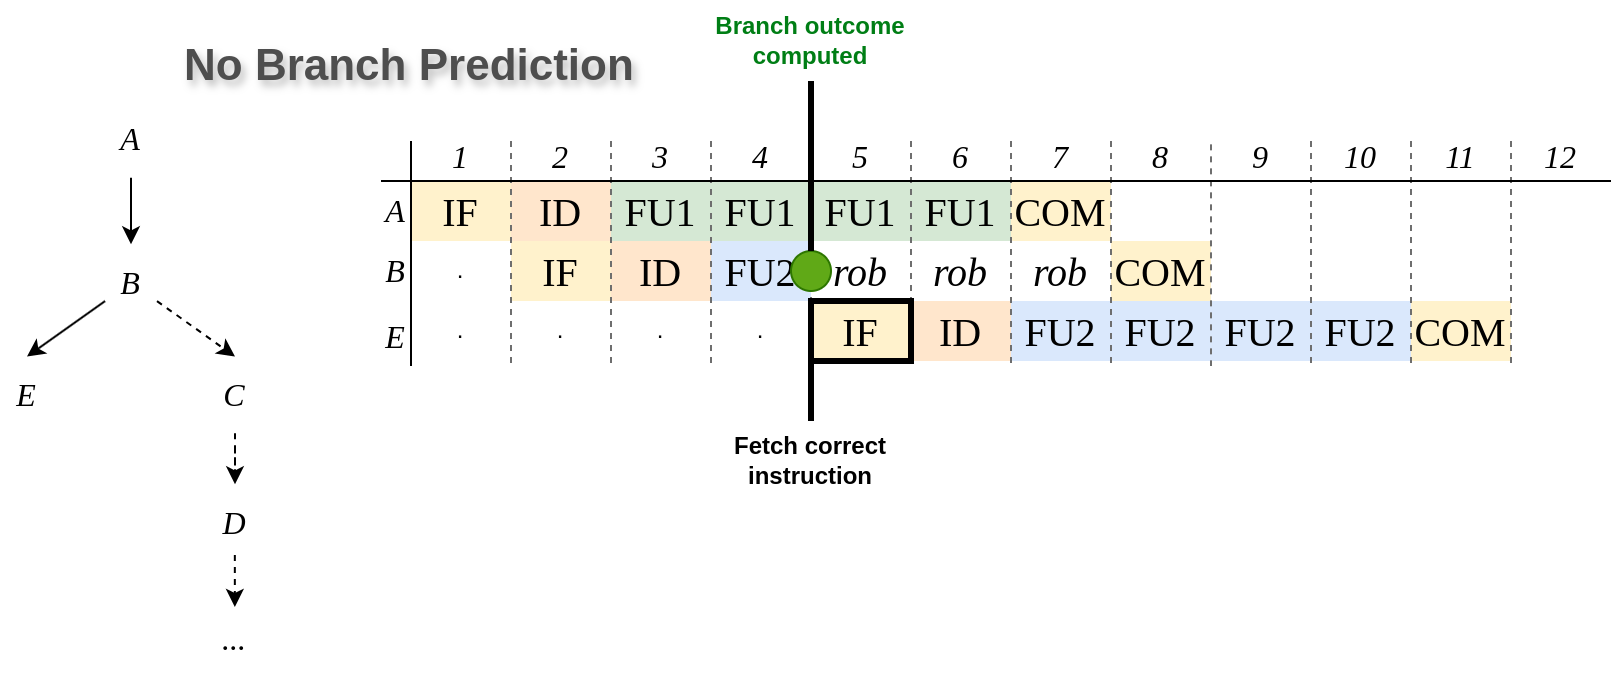 Branch outcome
computed
No Branch Prediction
A
1 2 3 4 5 6 7 8 9 10 11 12
A IF ID FU1 FU1 FU1 FU1 COM
B . IF ID FU2 rob rob rob COM
B
E . . . . IF ID FU2 FU2 FU2 FU2 COM
E C
Fetch correct
instruction
D
...